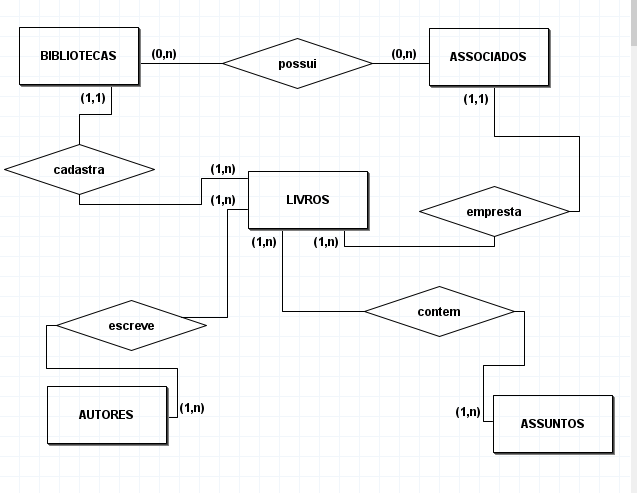 BIBLIOTECAS
(0,n)
possui
(0,n)
ASSOCIADOS
(1,1)
(1,1)
cadastra
(1,n)
(1,n)
LIVROS
empresta
(1,n)
(1,n)
escreve
contem
AUTORES
(1,n)
(1,n)
ASSUNTOS